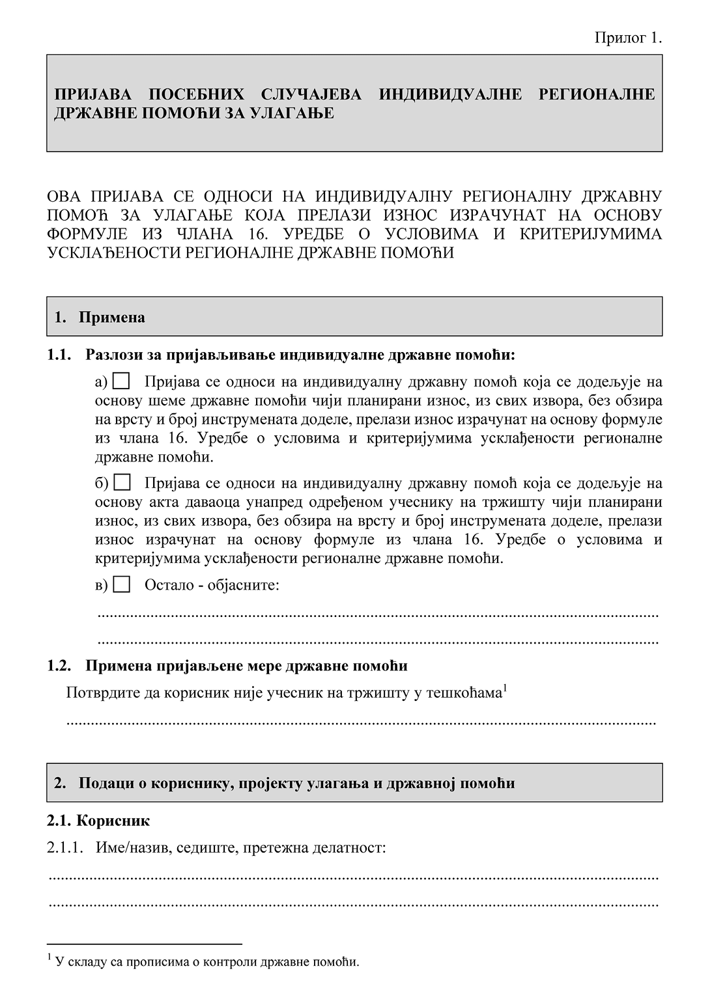 Прилог 1.
ПРИЈАВА ПОСЕБНИХ СЛУЧАЈЕВА ИНДИВИДУАЛНЕ РЕГИОНАЛНЕ
ДРЖАВНЕ ПОМОЋИ ЗА УЛАГАЊЕ
ОВА ПРИЈАВА СЕ ОДНОСИ НА ИНДИВИДУАЛНУ РЕГИОНАЛНУ ДРЖАВНУ
ПОМОЋ ЗА УЛАГАЊЕ КОЈА ПРЕЛАЗИ ИЗНОС ИЗРАЧУНАТ НА ОСНОВУ
ФОРМУЛЕ ИЗ ЧЛАНА 16. УРЕДБЕ О УСЛОВИМА И КРИТЕРИЈУМИМА
УСКЛАЂЕНОСТИ РЕГИОНАЛНЕ ДРЖАВНЕ ПОМОЋИ
1. Примена
1.1. Разлози за пријављивање индивидуалне државне помоћи:
а) ☐ Пријава се односи на индивидуалну државну помоћ која се додељује на
основу шеме државне помоћи чији планирани износ, из свих извора, без обзира
на врсту и број инструмената доделе, прелази износ израчунат на основу формуле
из члана 16. Уредбе о условима и критеријумима усклађености регионалне
државне помоћи.
б) ☐ Пријава се односи на индивидуалну државну помоћ која се додељује на
основу акта даваоца унапред одређеном учеснику на тржишту чији планирани
износ, из свих извора, без обзира на врсту и број инструмената доделе, прелази
износ израчунат на основу формуле из члана 16. Уредбе о условима и
критеријумима усклађености регионалне државне помоћи.
в) ☐ Остало - објасните:
..........................................................................................
..........................................................................................
1.2. Примена пријављене мере државне помоћи
Потврдите да корисник није учесник на тржишту у тешкоћама1
..........................................................................................
2. Подаци о кориснику, пројекту улагања и државној помоћи
2.1. Корисник
2.1.1. Име/назив, седиште, претежна делатност:
..........................................................................................
..........................................................................................
1 У складу са прописима о контроли државне помоћи.